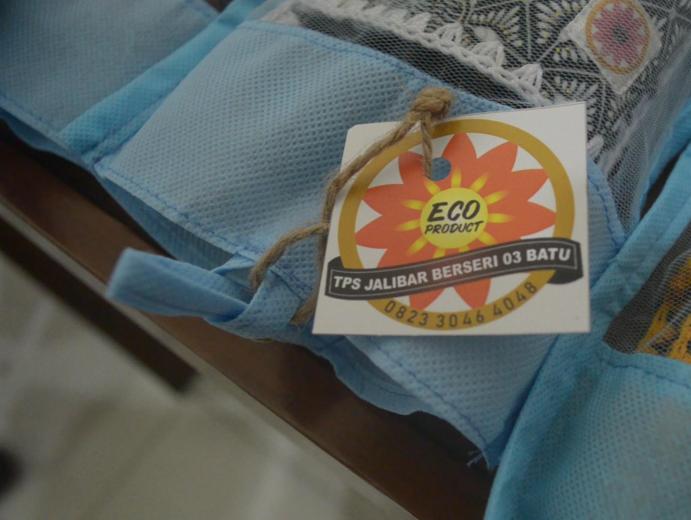 ECO
PRODUCT
TPS JALIBAR BERSERI 03 BATU
0823 3046 4048